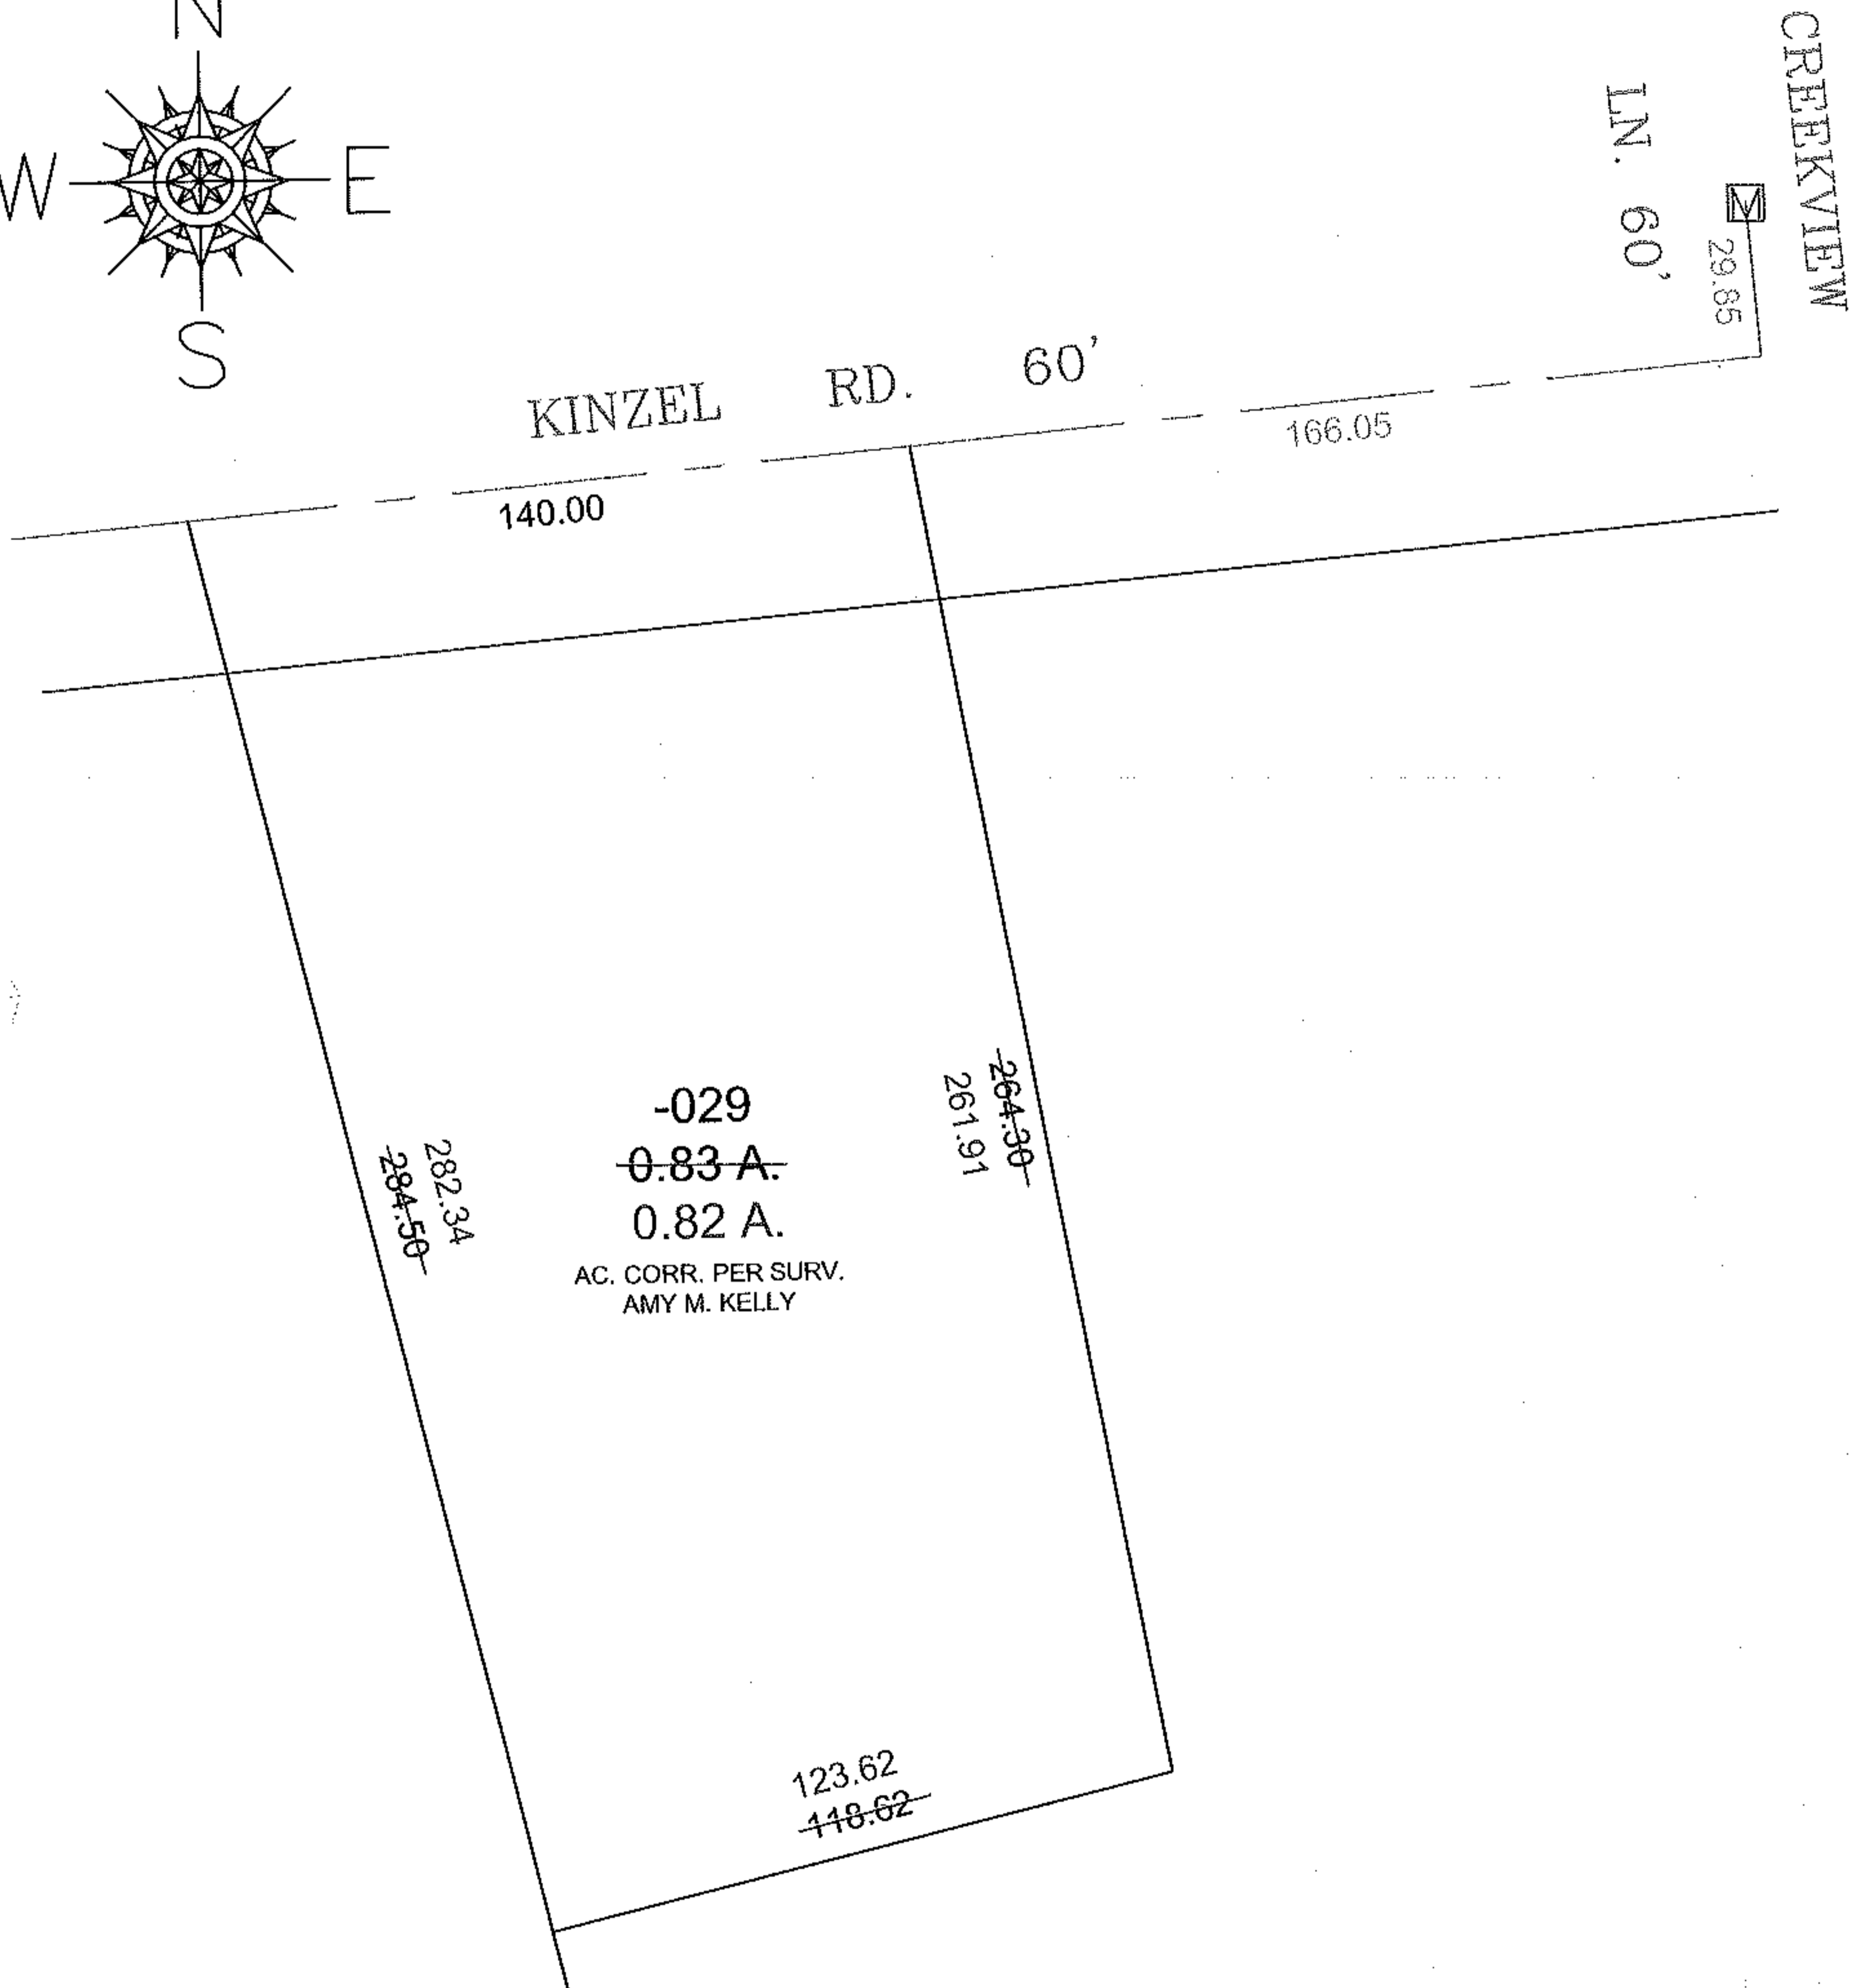 N
W
E
S
CREEKVIEW
LN. 60'
29.85
KINZEL RD. 60'
166.05
140.00
-029
0.83 A.
0.82 A.
AC. CORR. PER SURV.
AMY M. KELLY
282.34
284.50
264.30
261.91
123.62
118.62